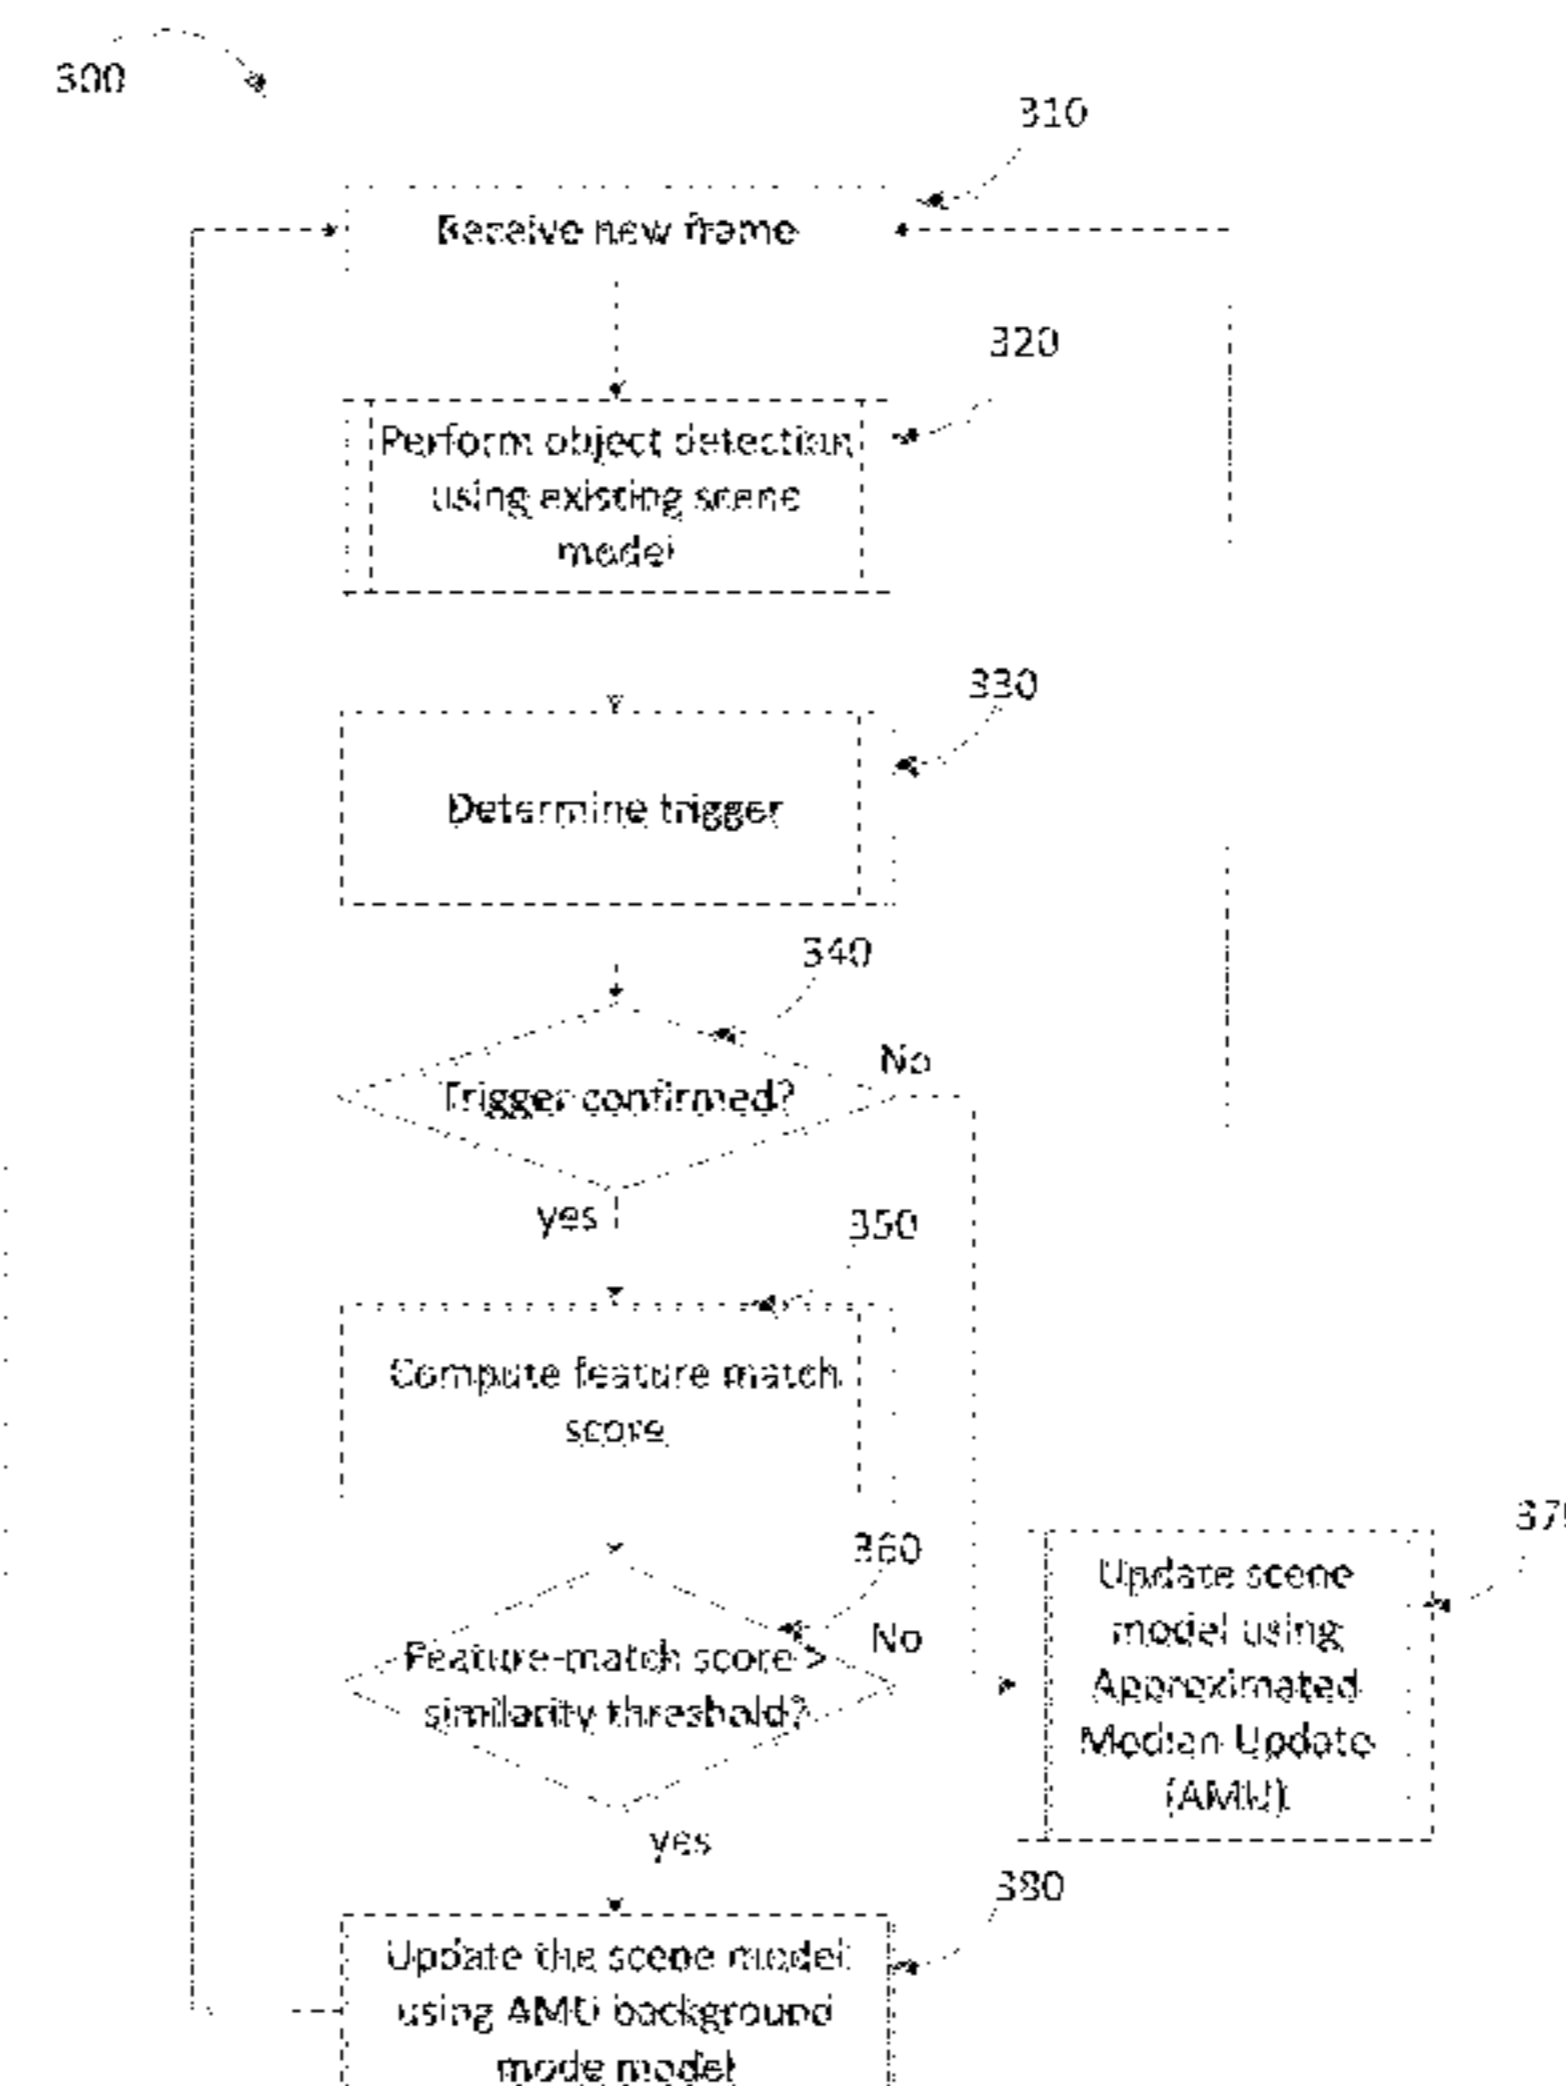 300
310
Receive new frame
320
Perform object detection
using existing scene
model
330
Determine trigger
340
No
Trigger confirmed?
yes
350
Compute feature match
score
360
No
Feature-match score >
similarity threshold?
yes
Update scene
model using
Approximated
Median Update
(AMU)
380
Update the scene model
using AMU background
mode model